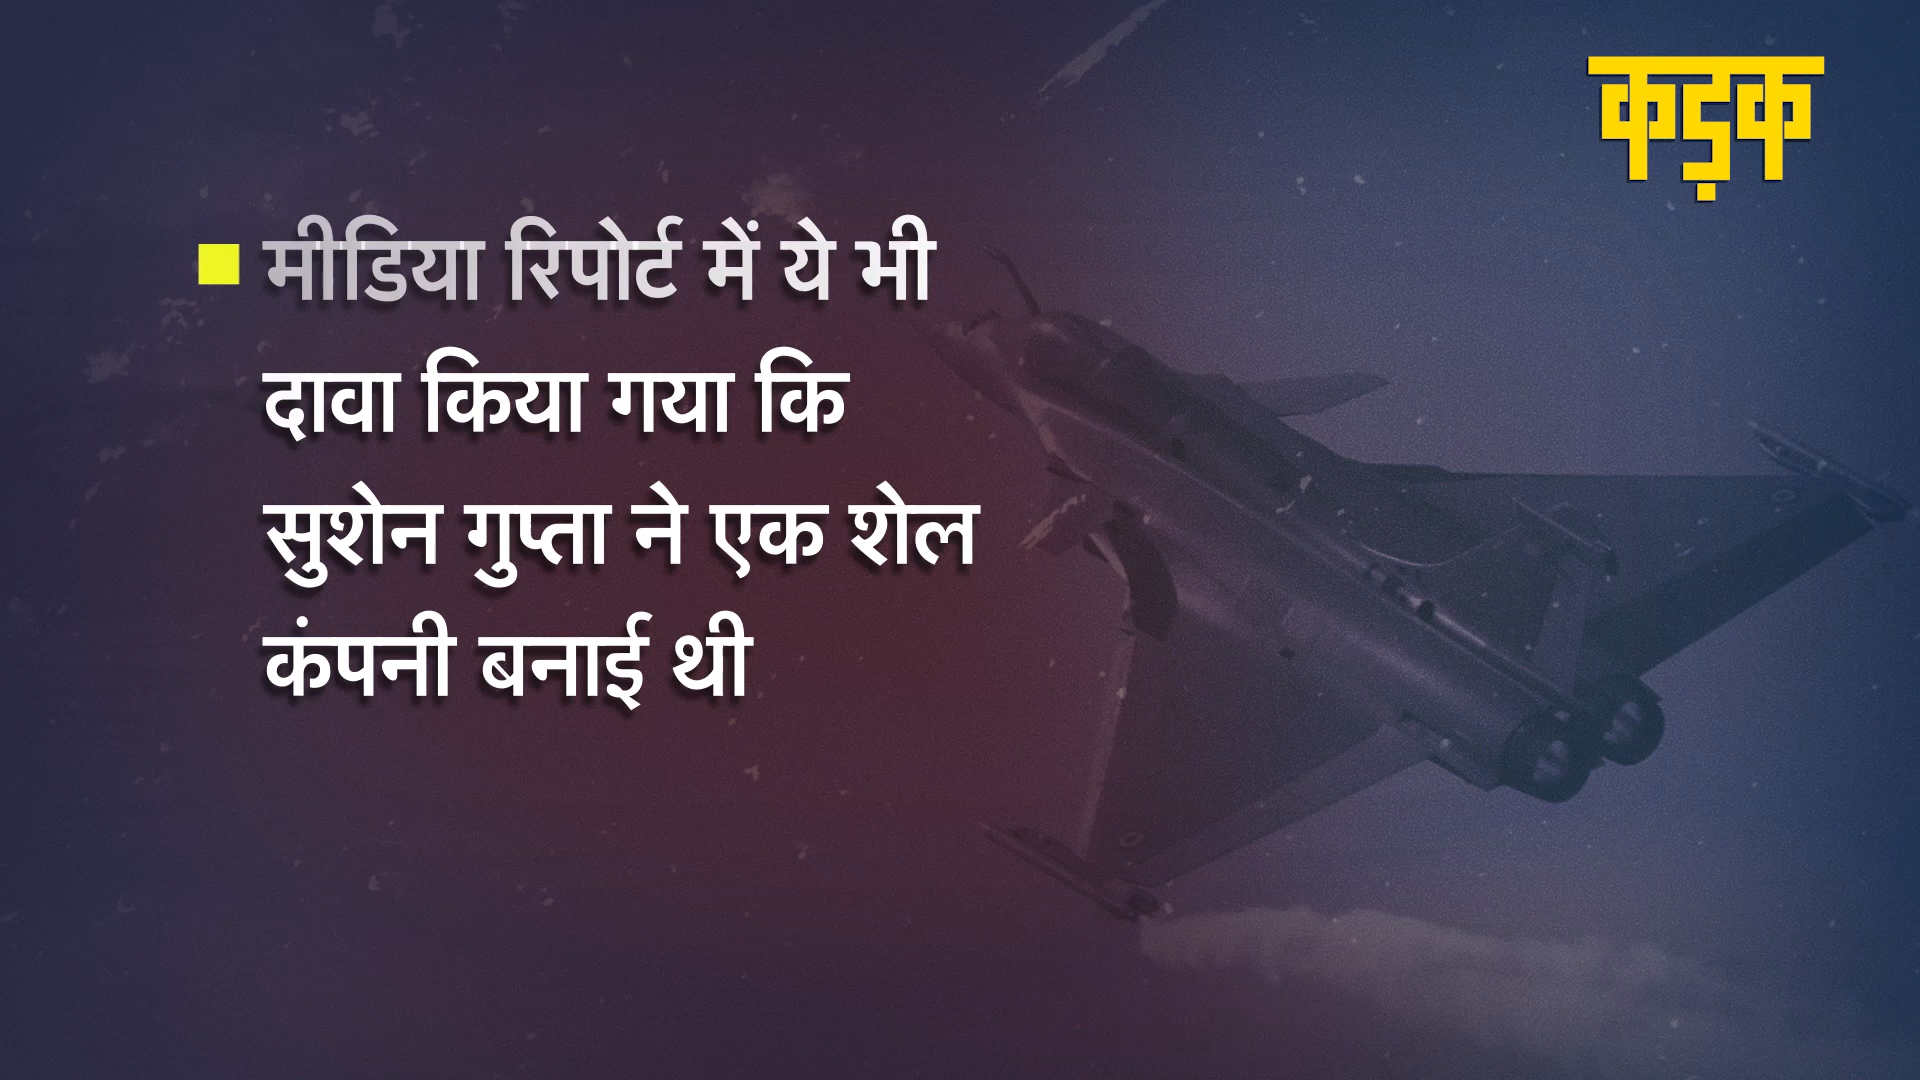 कड़क
मीडिया रिपोर्ट में ये भी
दावा किया गया कि
सुशेन गुप्ता ने एक शेल
कंपनी बनाई थी